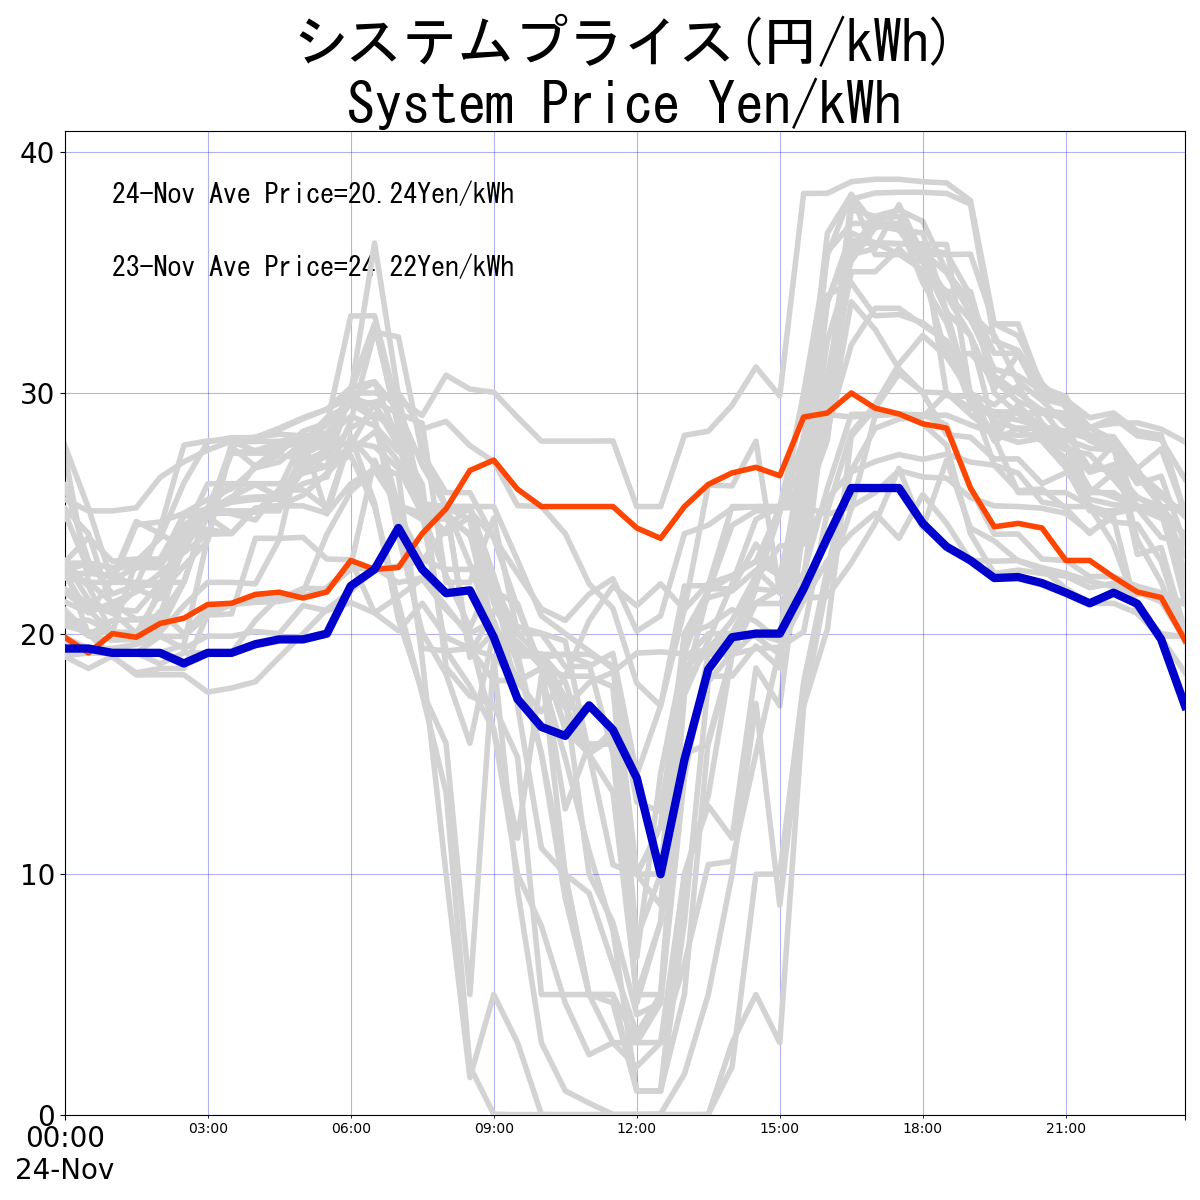 システムプライス(円/kWh)
System Price Yen/kWh
40
24-Nov Ave Price=20.24Yen/kWh
23-Nov Ave Price=24 22Yen/kWh
30
20
10
0
00:00 03:00 06:00 09:00 12:00 15:00 18:00 21:00
24-Nov